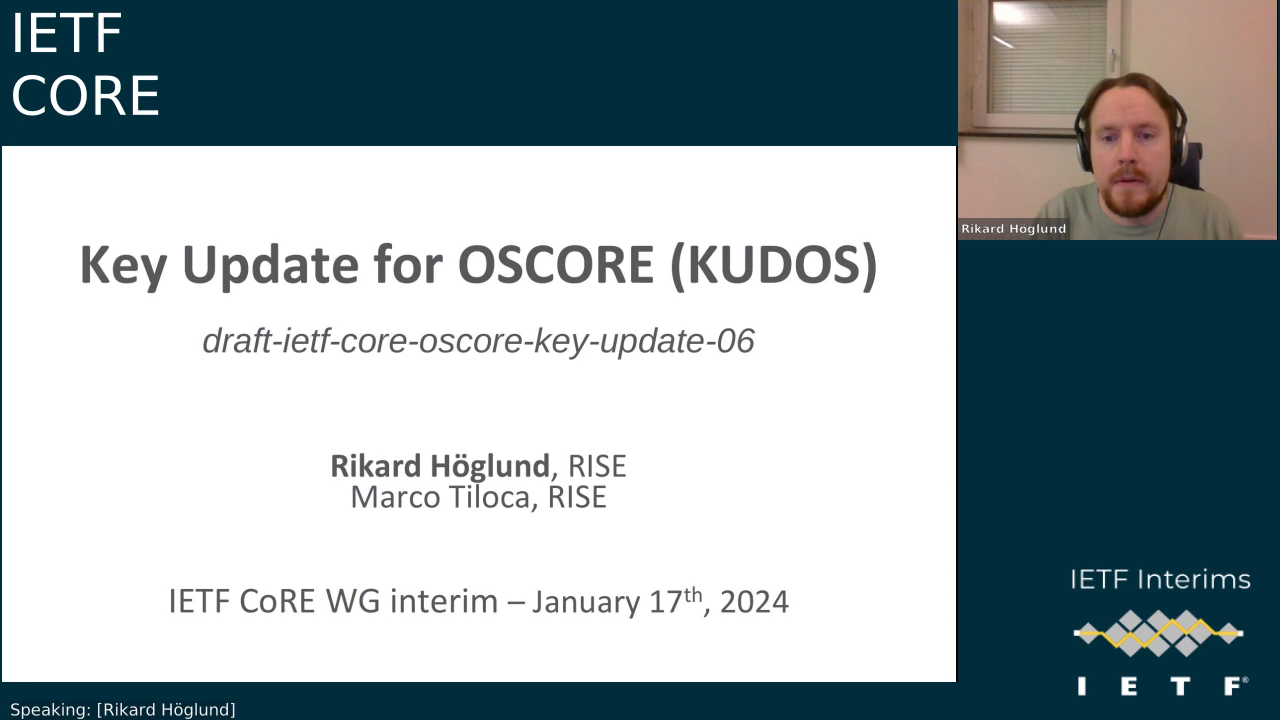 IETF
CORE
Key Update for OSCORE (KUDOS)
draft-ietf-core-oscore-key-update-06
Rikard Höglund, RISE
Marco Tiloca, RISE
IETF CoRE WG interim – January 17th, 2024
Rikard Hoglund
IETF Interims
I E T F®
Speaking: [Rikard Höglund]